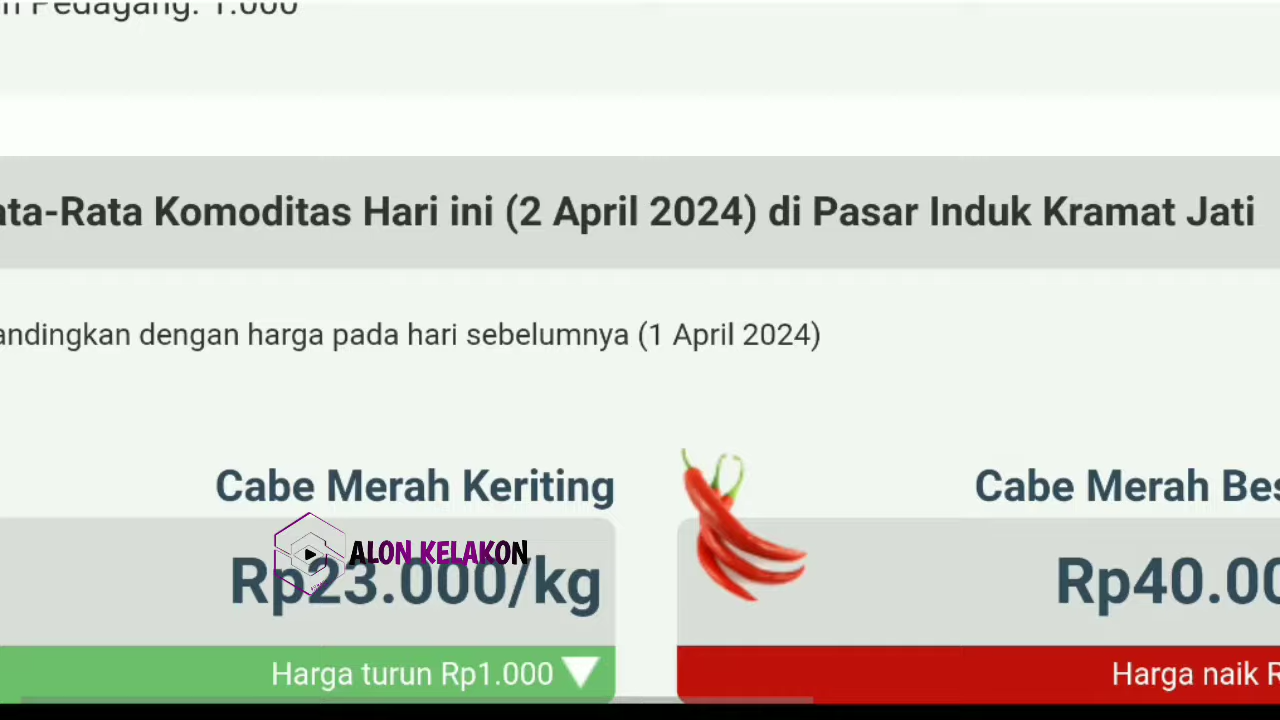 Pedagang: 1.000
ata-Rata Komoditas Hari ini (2 April 2024) di Pasar Induk Kramat Jati
andingkan dengan harga pada hari sebelumnya (1 April 2024)
Cabe Merah Keriting
ALON KELAKON
Rp23.000/kg
Harga turun Rp1.000
Cabe Merah Bes
Rp40.00
Harga naik R